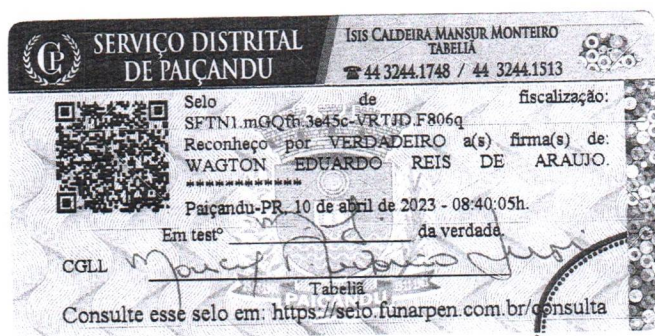 SERVIÇO DISTRITAL
DE PAIÇANDU
ISIS CALDEIRA MANSUR MONTEIRO
TABELIÃ
☎ 44 3244.1748 / 44 3244.1513
Selo de fiscalização:
SFTN1.mGQfh.3e45c-VRTJD.F806q
Reconheço por VERDADEIRO a(s) firma(s) de:
WAGTON EDUARDO REIS DE ARAUJO.
************
Paiçandu-PR, 10 de abril de 2023 - 08:40:05h.
Em testº da verdade.
CGLL
Tabeliã
PAIÇANDU
Consulte esse selo em: https://selo.funarpen.com.br/consulta